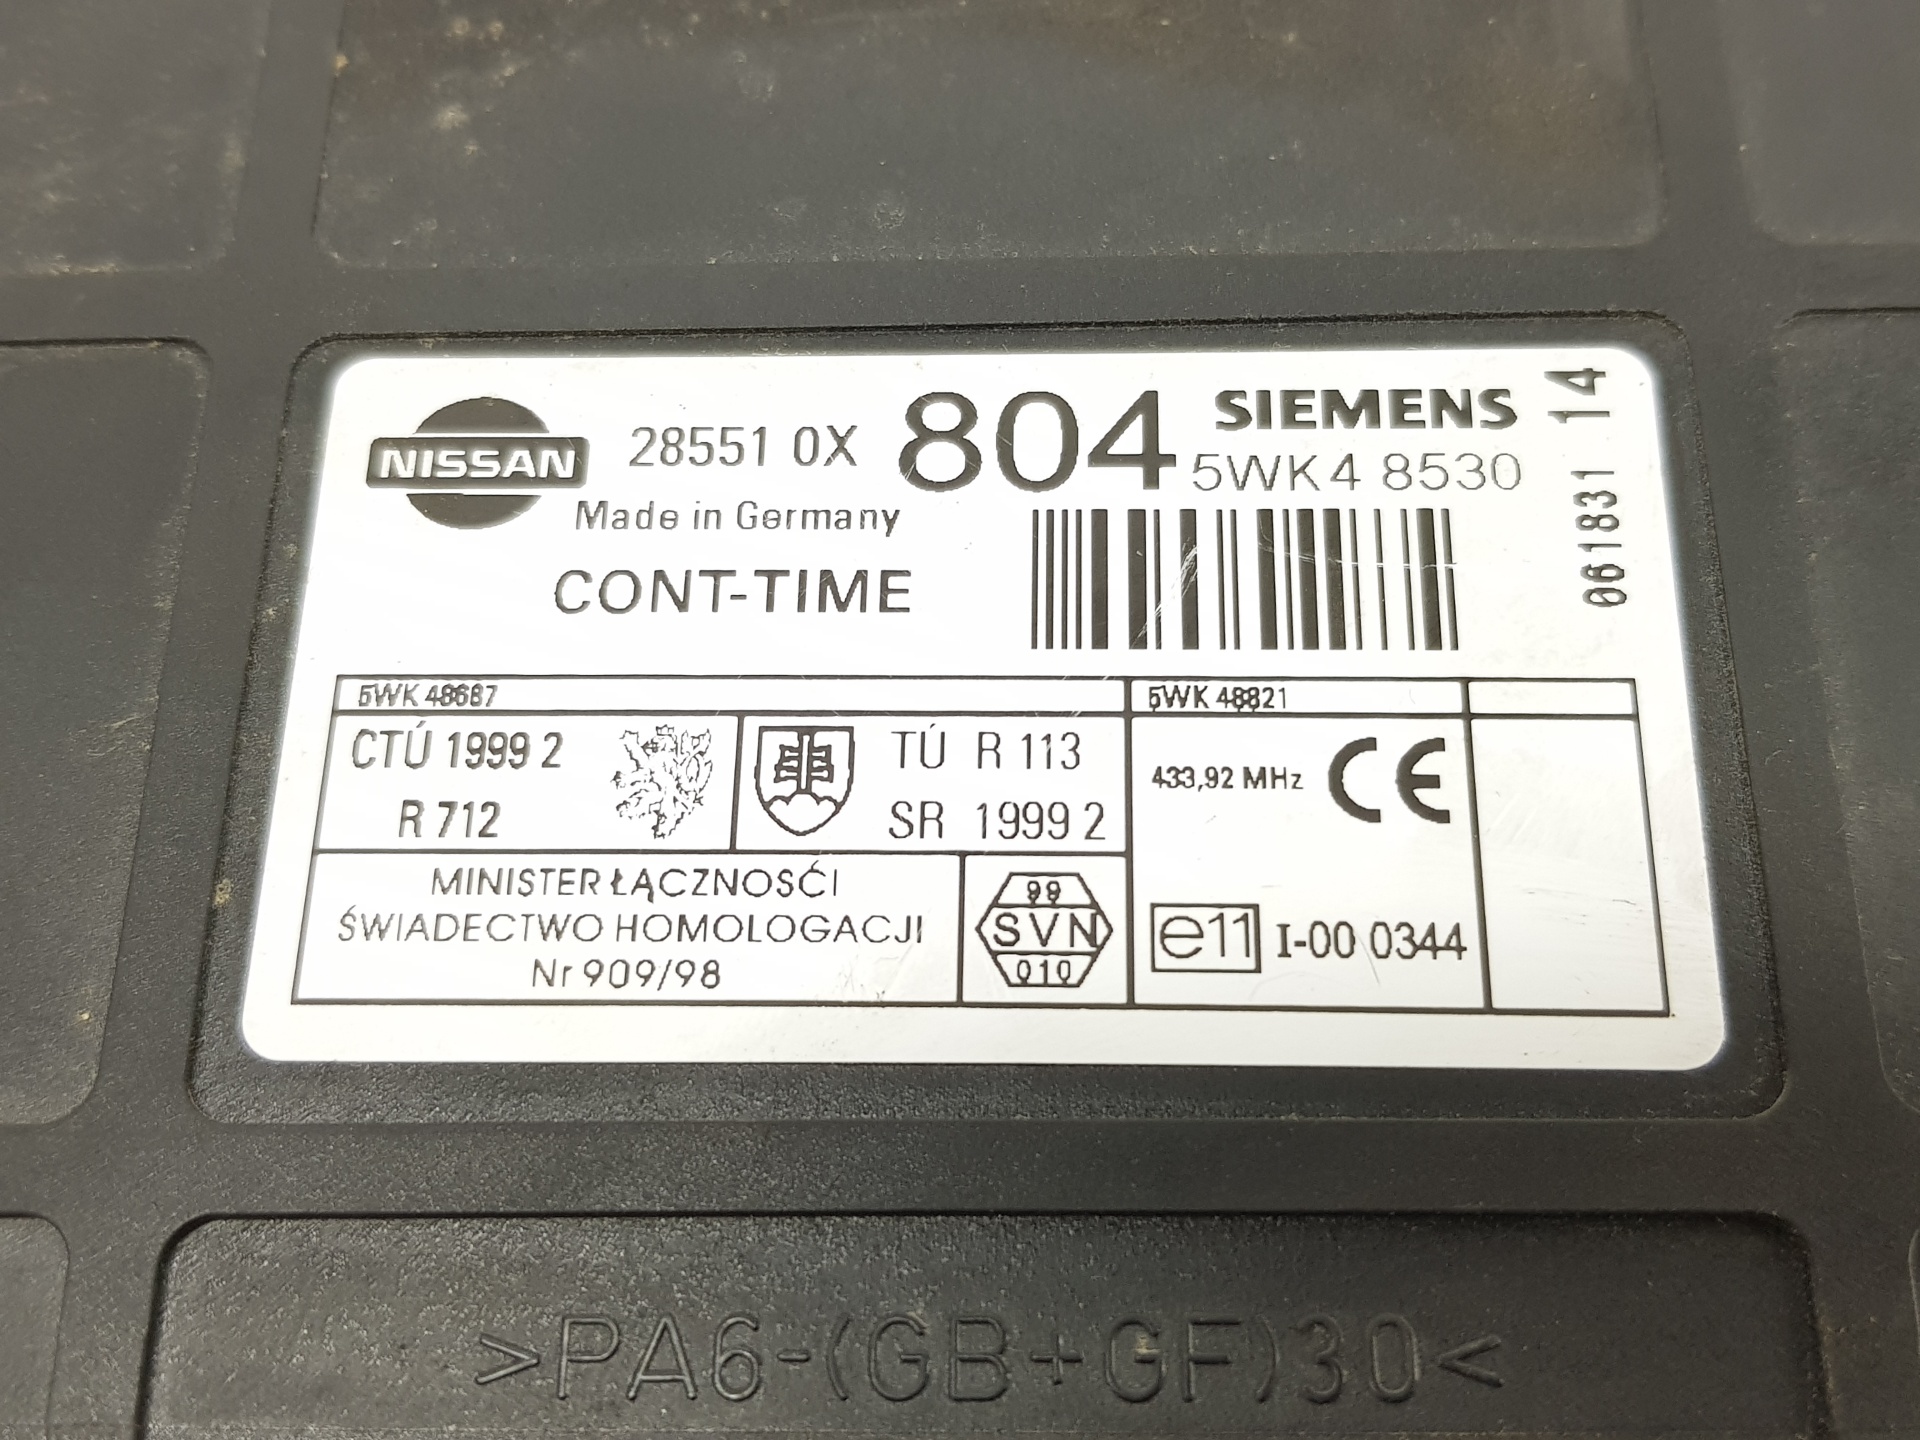 NISSAN
28551 0X 804
SIEMENS
5WK4 8530
061831 14
Made in Germany
CONT-TIME
5WK 48687
5WK 48821
CTÚ 1999 2
R 712
TÚ R 113
SR 1999 2
433,92 MHz CE
MINISTER ŁĄCZNOSĆI
ŚWIADECTWO HOMOLOGACJI
Nr 909/98
99
SVN
010
e11 I-00 0344
>PA6-(GB+GF)30<